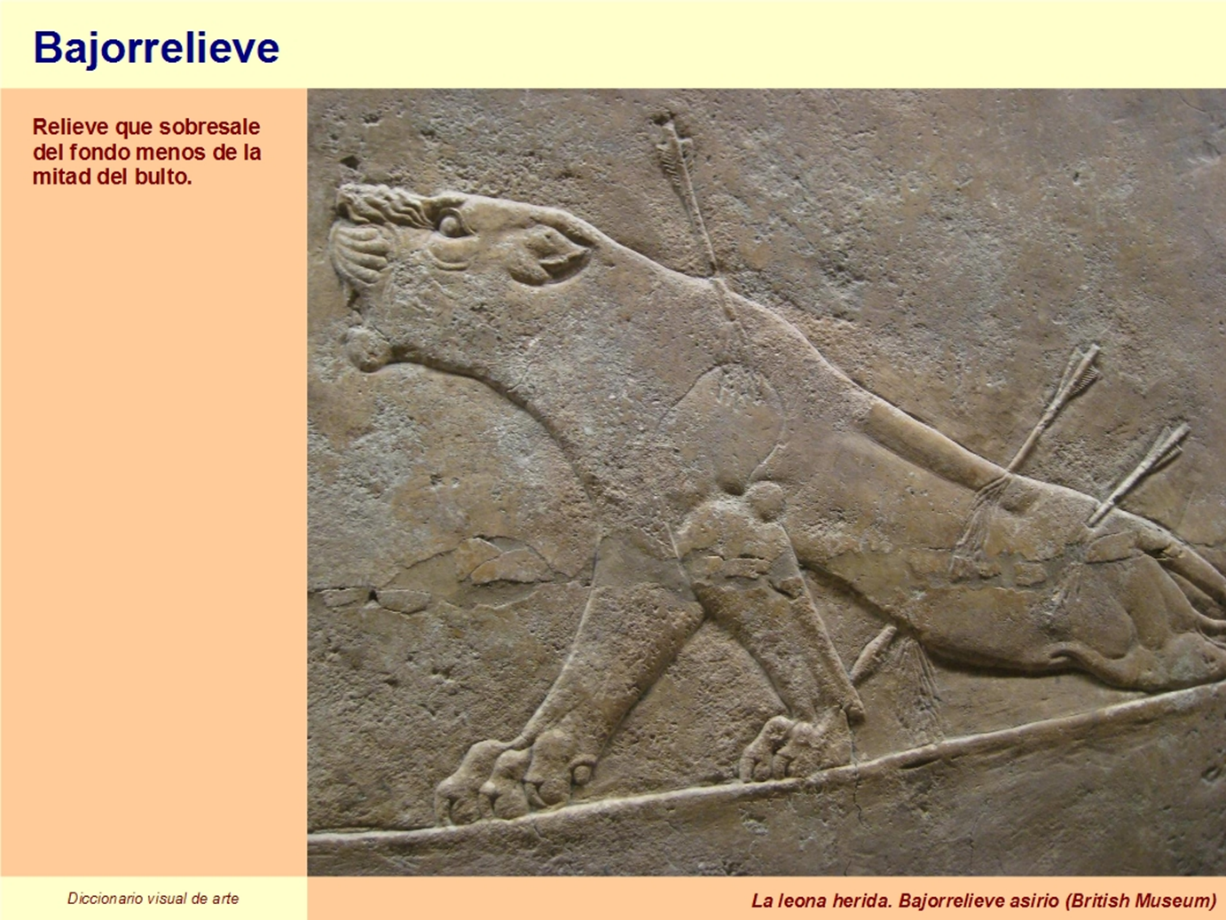 Bajorrelieve
Relieve que sobresale
del fondo menos de la
mitad del bulto.
Diccionario visual de arte
La leona herida. Bajorrelieve asirio (British Museum)